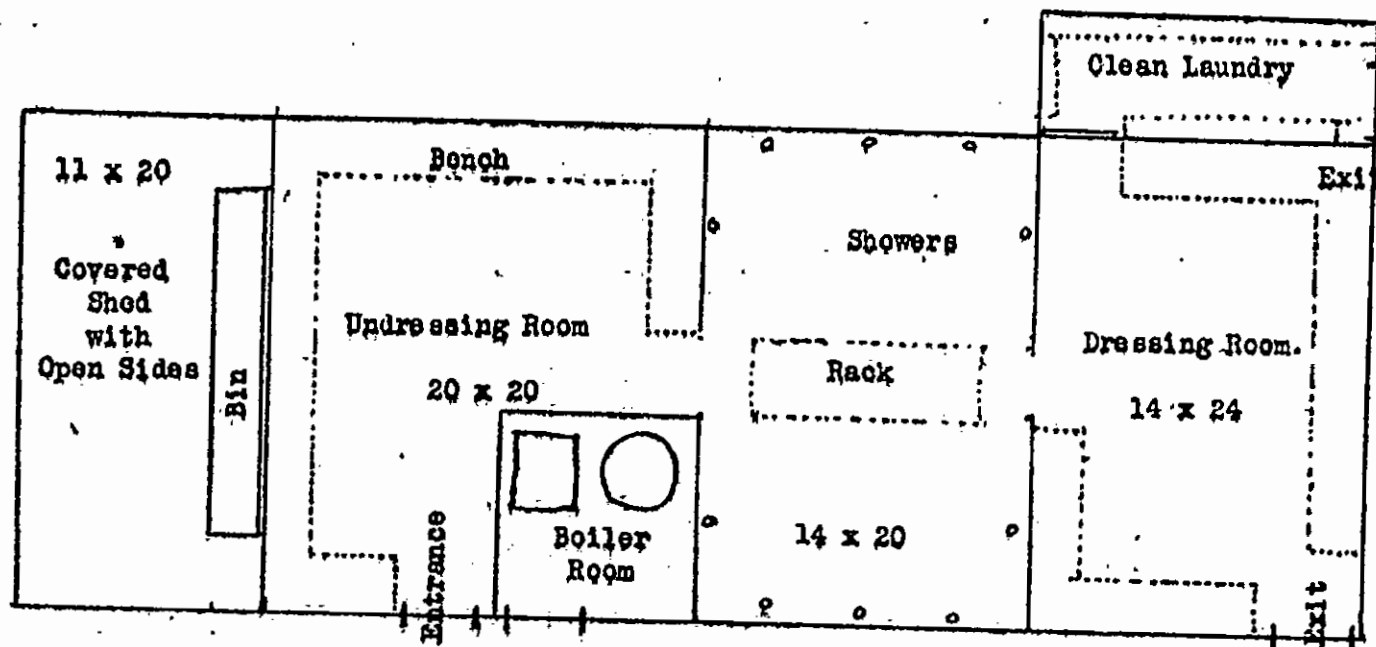 Clean Laundry
11 x 20
Covered
Shed
with
Open Sides
Bin
Bench
Undressing Room
20 x 20
Entrance
Boiler
Room
Showers
Rack
14 x 20
Exi
Dressing Room.
14 x 24
Exit